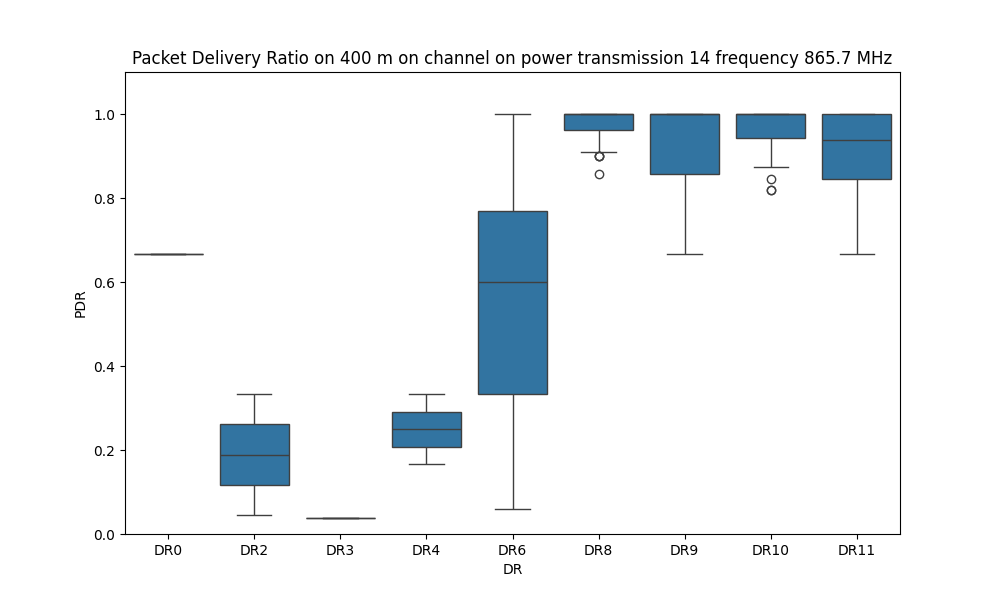 Packet Delivery Ratio on 400 m on channel on power transmission 14 frequency 865.7 MHz
1.0
0.8
0.6
0.4
0.2
0.0
PDR
DR0 DR2 DR3 DR4 DR6 DR8 DR9 DR10 DR11
DR